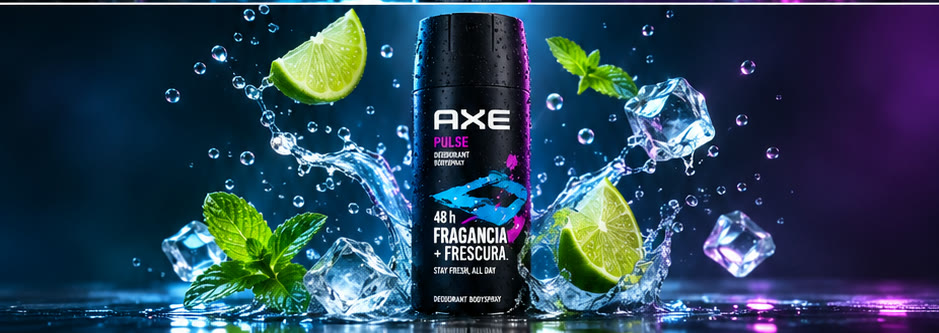 AXE
PULSE
DEODORANT
BODYSPRAY
48 h
FRAGANCIA
+ FRESCURA.
STAY FRESH, ALL DAY
DEODORANT BODYSPRAY